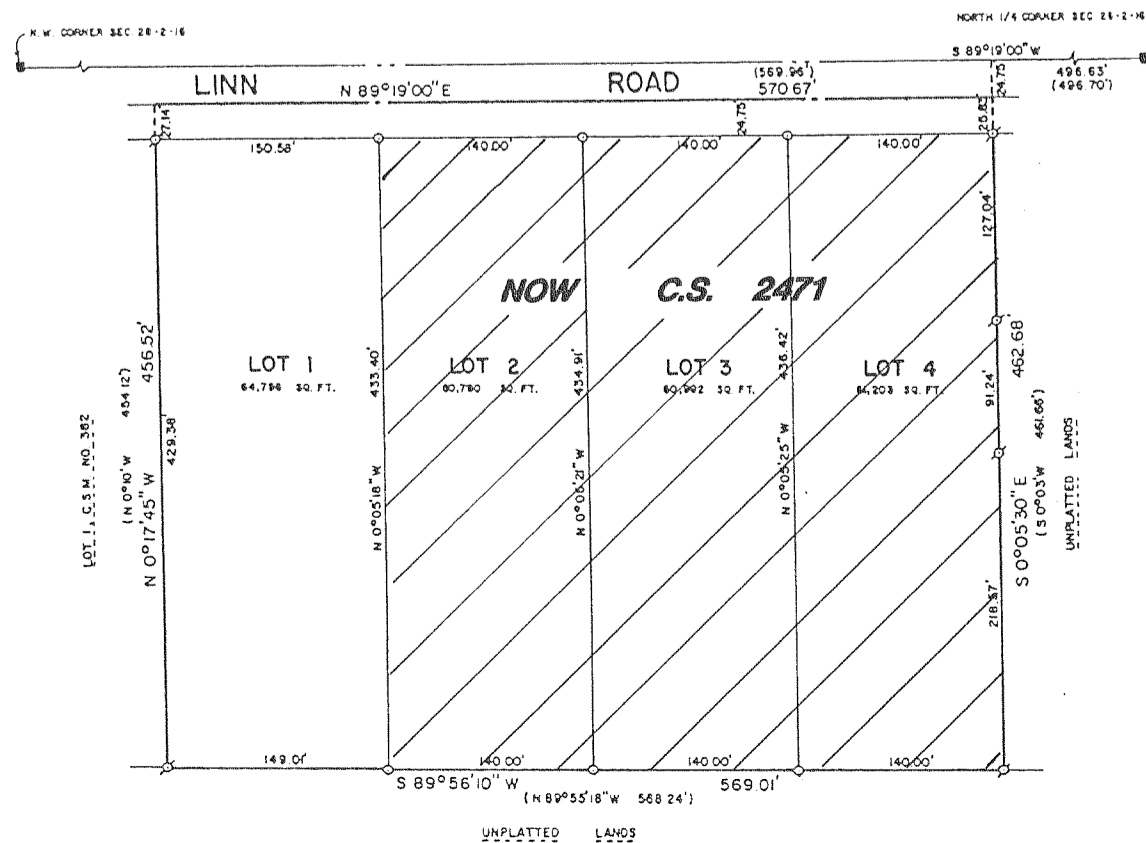 N.W. CORNER SEC. 28-2-16
NORTH 1/4 CORNER SEC 28-2-16
S 89°19'00" W
LINN ROAD
N 89°19'00" E
(569.96')
570.67'
24.75
496.63'
(496.70')
27.14
24.75
25.83
150.58'
140.00'
140.00'
140.00'
127.04'
NOW C.S. 2471
456.52'
(N 0°10' W 454.12')
N 0°17'45" W
429.38
LOT 1, C.S.M. NO. 382
LOT 1
64,796 SQ. FT.
433.40'
N 0°05'18" W
LOT 2
60,780 SQ. FT.
434.91'
N 0°05'21" W
LOT 3
60,992 SQ. FT.
436.42'
N 0°05'25" W
LOT 4
61,203 SQ. FT.
91.24'
462.68'
S 0°05'30" E
(S 0°03' W 461.66')
UNPLATTED LANDS
218.57'
149.01'
140.00'
140.00'
140.00'
S 89°56'10" W
569.01'
(N 89°55'18" W 568.24')
UNPLATTED LANDS